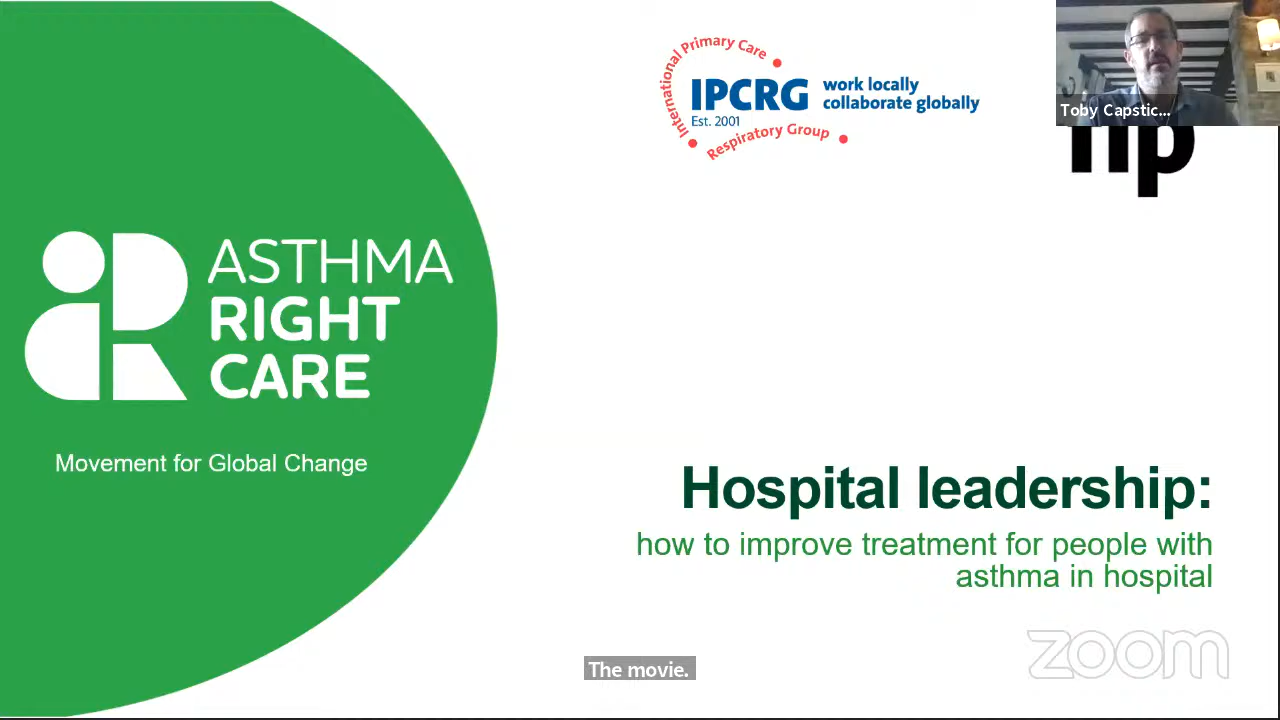 International Primary Care
IPCRG
Est. 2001
Respiratory Group
work locally
collaborate globally
Toby Capstic...
ASTHMA
RIGHT
CARE
Movement for Global Change
Hospital leadership:
how to improve treatment for people with
asthma in hospital
The movie.
zoom